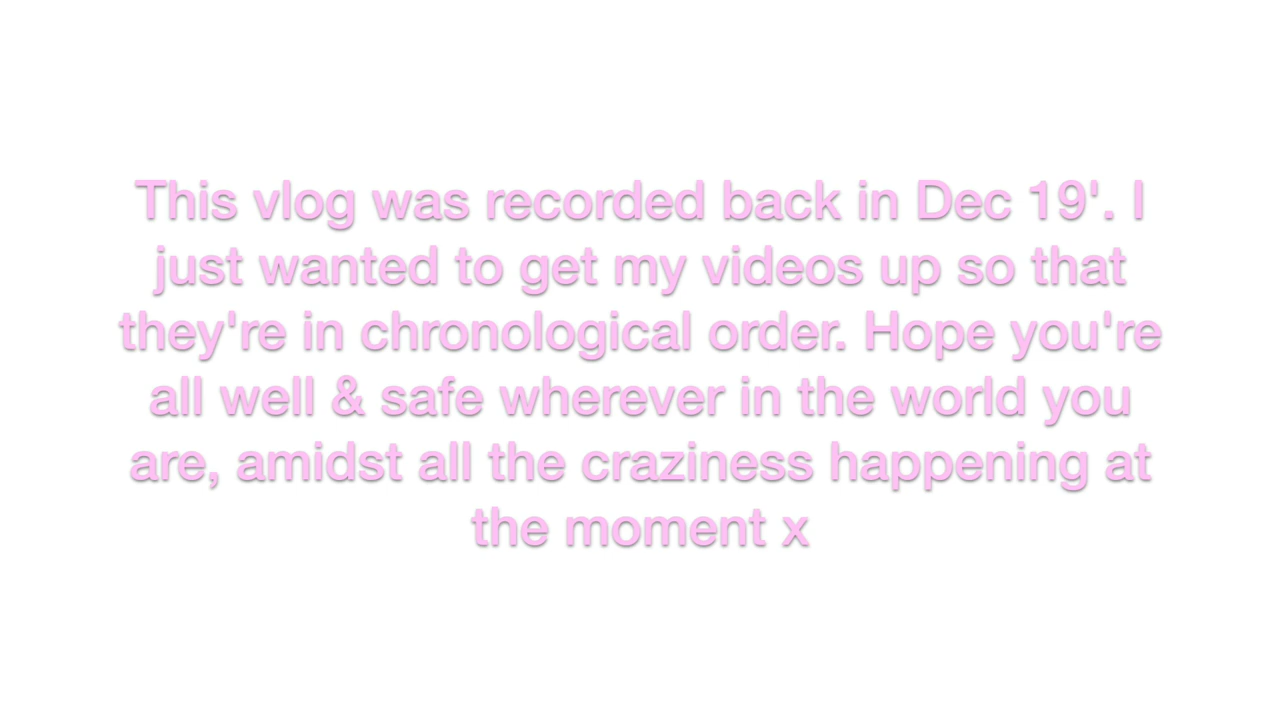 This vlog was recorded back in Dec 19'. I
just wanted to get my videos up so that
they're in chronological order. Hope you're
all well & safe wherever in the world you
are, amidst all the craziness happening at
the moment x